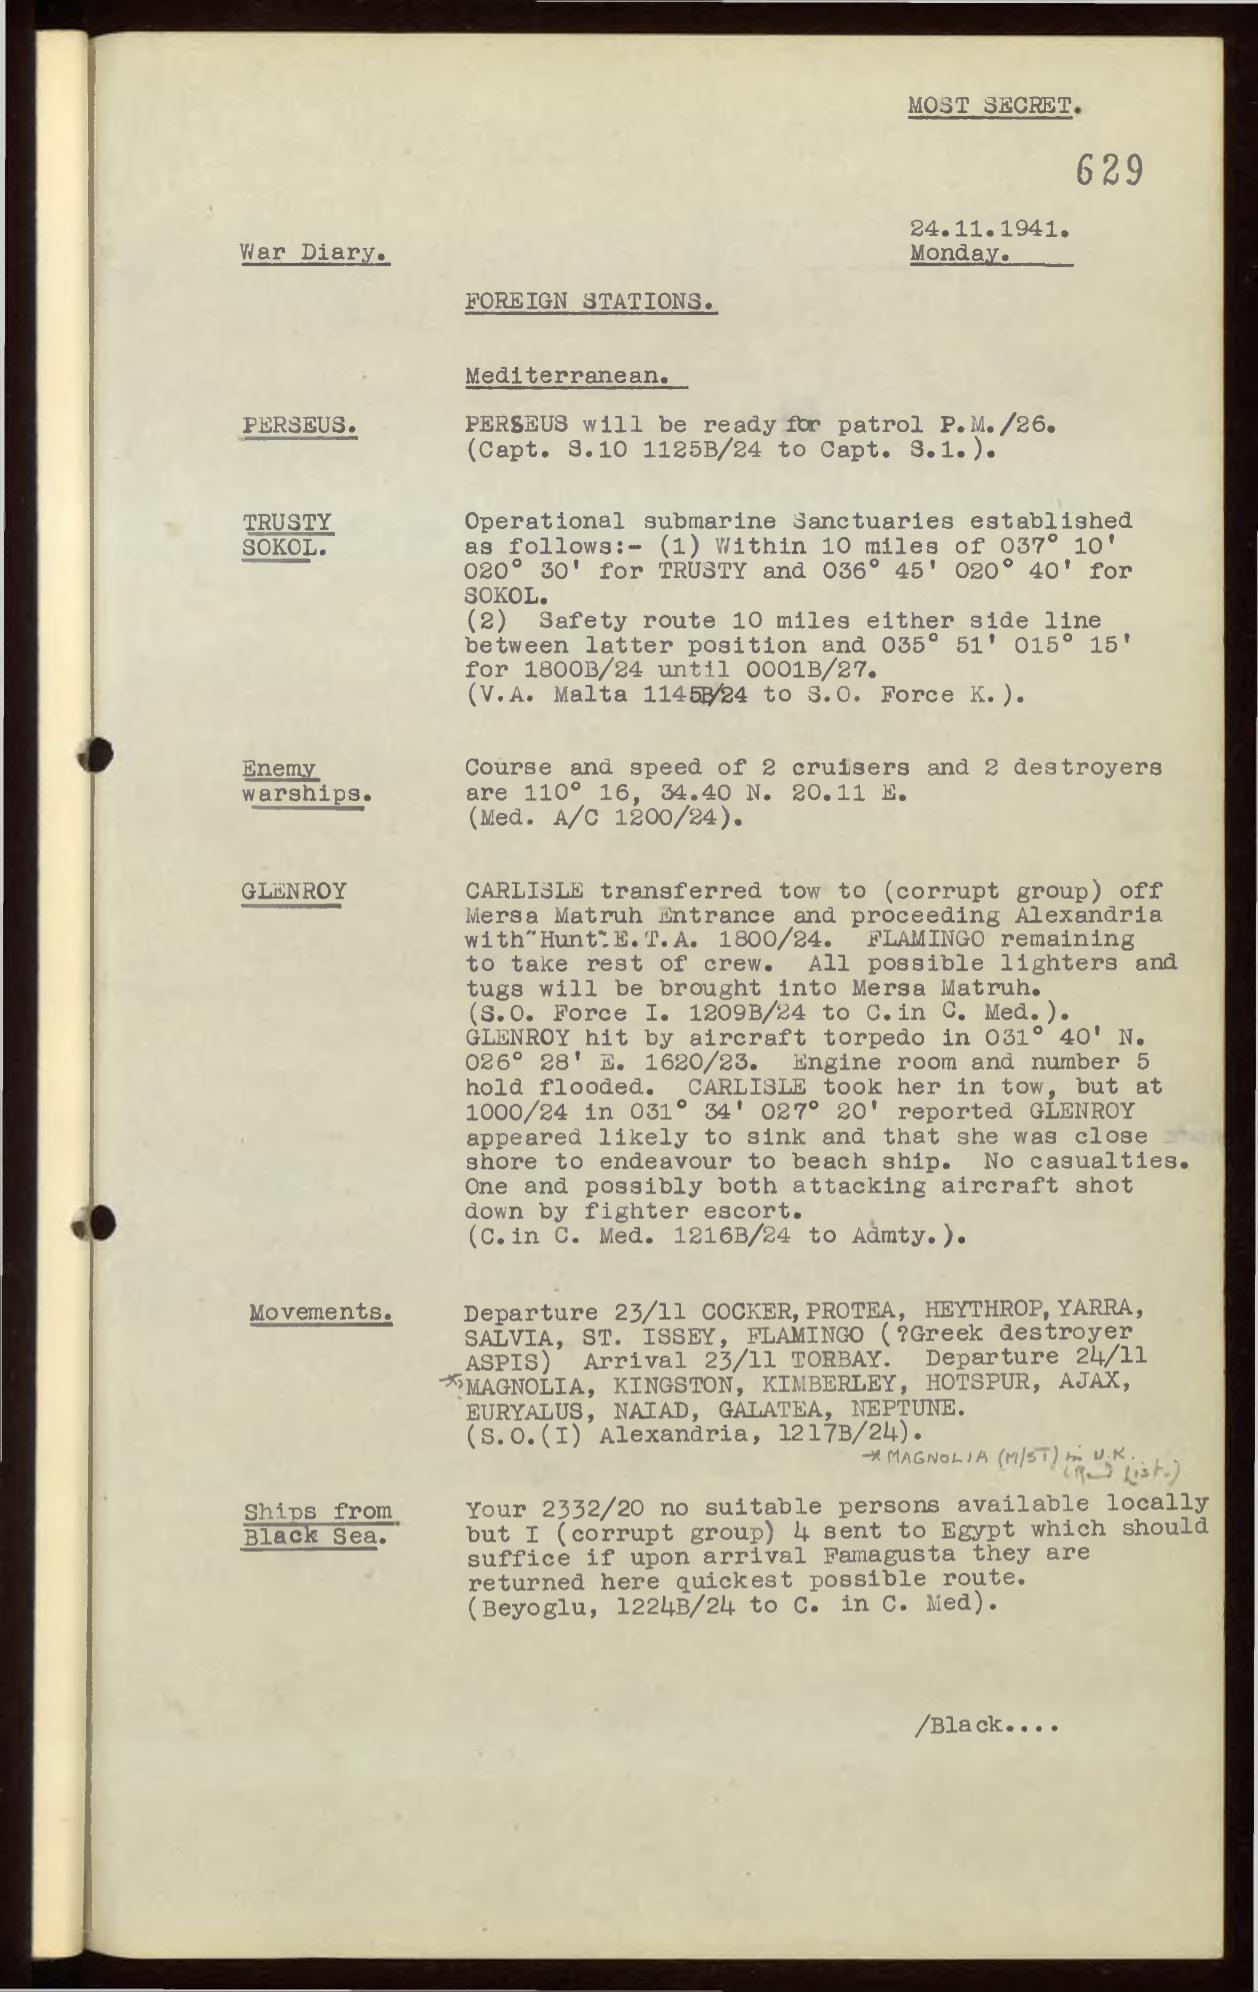 MOST SECRET.
629
24.11.1941.
War Diary.
Monday.
FOREIGN STATIONS.
Mediterranean.
PERSEUS.
PERSEUS will be ready for patrol P.M./26.
(Capt. S.10 1125B/24 to Capt. S.1.).
TRUSTY
SOKOL.
Operational submarine Sanctuaries established
as follows:- (1) Within 10 miles of 037° 10'
020° 30' for TRUSTY and 036° 45' 020° 40' for
SOKOL.
(2) Safety route 10 miles either side line
between latter position and 035° 51' 015° 15'
for 1800B/24 until 0001B/27.
(V.A. Malta 1145B/24 to S.O. Force K.).
Enemy
warships.
Course and speed of 2 cruisers and 2 destroyers
are 110° 16, 34.40 N. 20.11 E.
(Med. A/C 1200/24).
GLENROY
CARLISLE transferred tow to (corrupt group) off
Mersa Matruh Entrance and proceeding Alexandria
with "Hunt". E.T.A. 1800/24. FLAMINGO remaining
to take rest of crew. All possible lighters and
tugs will be brought into Mersa Matruh.
(S.O. Force I. 1209B/24 to C.in C. Med.).
GLENROY hit by aircraft torpedo in 031° 40' N.
026° 28' E. 1620/23. Engine room and number 5
hold flooded. CARLISLE took her in tow, but at
1000/24 in 031° 34' 027° 20' reported GLENROY
appeared likely to sink and that she was close
shore to endeavour to beach ship. No casualties.
One and possibly both attacking aircraft shot
down by fighter escort.
(C.in C. Med. 1216B/24 to Admty.).
Movements.
Departure 23/11 COCKER, PROTEA, HEYTHROP, YARRA,
SALVIA, ST. ISSEY, FLAMINGO (?Greek destroyer
ASPIS) Arrival 23/11 TORBAY. Departure 24/11
*?MAGNOLIA, KINGSTON, KIMBERLEY, HOTSPUR, AJAX,
EURYALUS, NAIAD, GALATEA, NEPTUNE.
(S.O.(I) Alexandria, 1217B/24).
* MAGNOLIA (M/ST) in U.K.
List.)
Ships from
Black Sea.
Your 2332/20 no suitable persons available locally
but I (corrupt group) 4 sent to Egypt which should
suffice if upon arrival Famagusta they are
returned here quickest possible route.
(Beyoglu, 1224B/24 to C. in C. Med).
/Black....